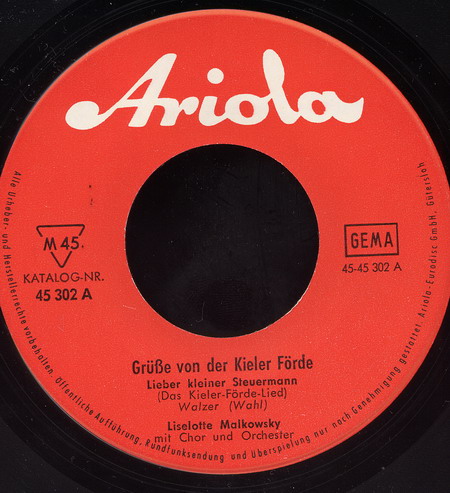 Ariola
M 45.
KATALOG-NR.
45 302 A
GEMA
45-45 302 A
Grüße von der Kieler Förde
Lieber kleiner Steuermann
(Das Kieler-Förde-Lied)
Walzer (Wahl)
Liselotte Malkowsky
mit Chor und Orchester
Alle Urheber- und Herstellerrechte vorbehalten. Öffentliche Aufführung, Rundfunksendung und Überspielung nur nach Genehmigung gestattet. Ariola-Eurodisc GmbH, Gütersloh